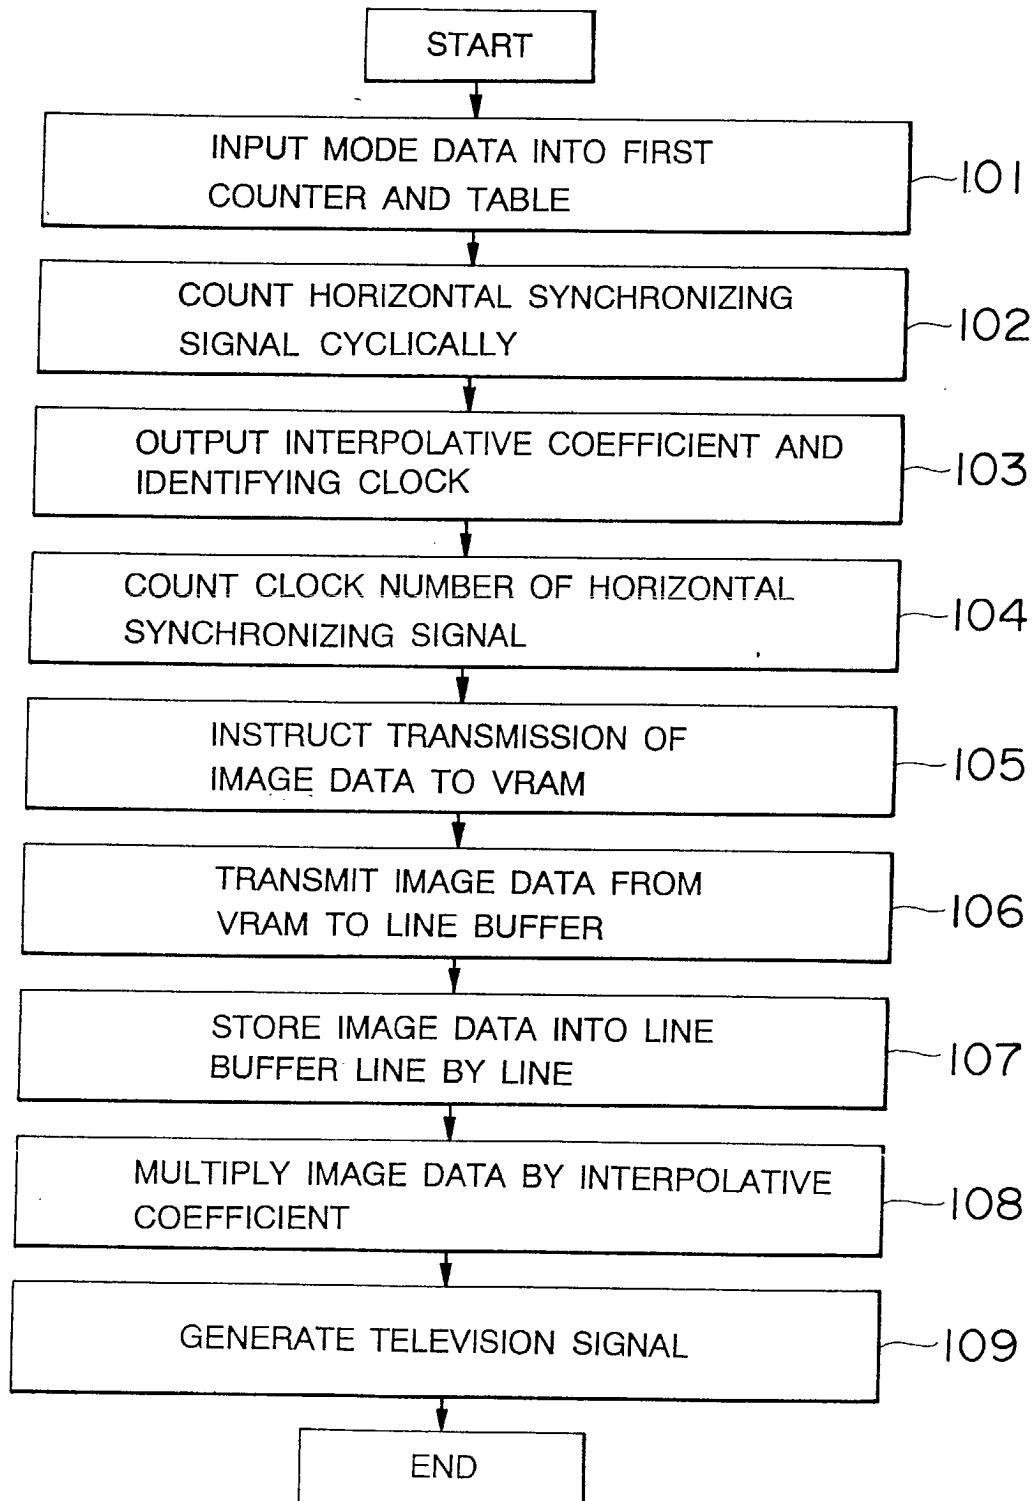 START
INPUT MODE DATA INTO FIRST
COUNTER AND TABLE
101
COUNT HORIZONTAL SYNCHRONIZING
SIGNAL CYCLICALLY
102
OUTPUT INTERPOLATIVE COEFFICIENT AND
IDENTIFYING CLOCK
103
COUNT CLOCK NUMBER OF HORIZONTAL
SYNCHRONIZING SIGNAL
104
INSTRUCT TRANSMISSION OF
IMAGE DATA TO VRAM
105
TRANSMIT IMAGE DATA FROM
VRAM TO LINE BUFFER
106
STORE IMAGE DATA INTO LINE
BUFFER LINE BY LINE
107
MULTIPLY IMAGE DATA BY INTERPOLATIVE
COEFFICIENT
108
GENERATE TELEVISION SIGNAL
109
END